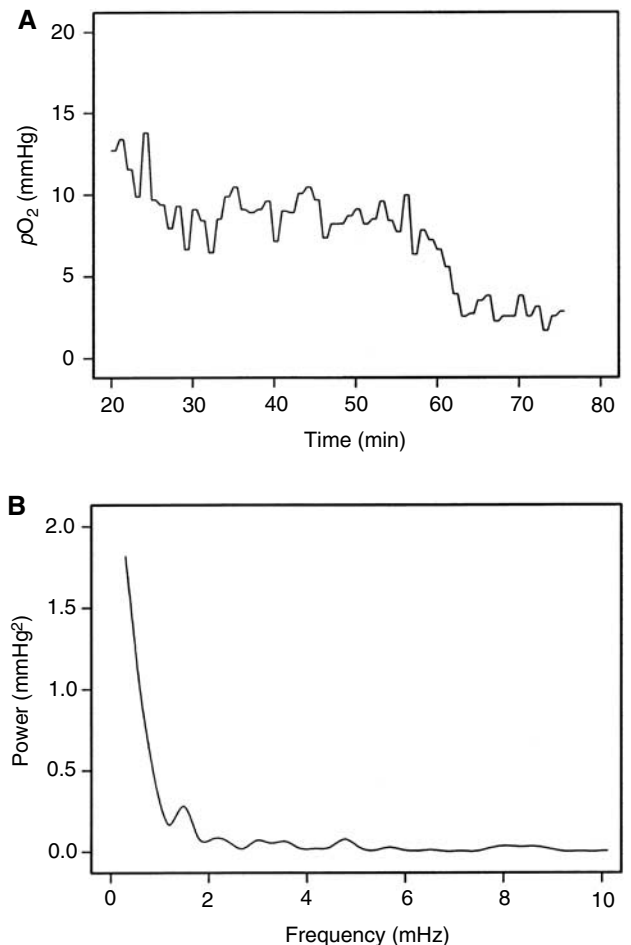 A
20
15
10
5
0
pO₂ (mmHg)
20 30 40 50 60 70 80
Time (min)
B
2.0
1.5
1.0
0.5
0.0
Power (mmHg²)
0 2 4 6 8 10
Frequency (mHz)